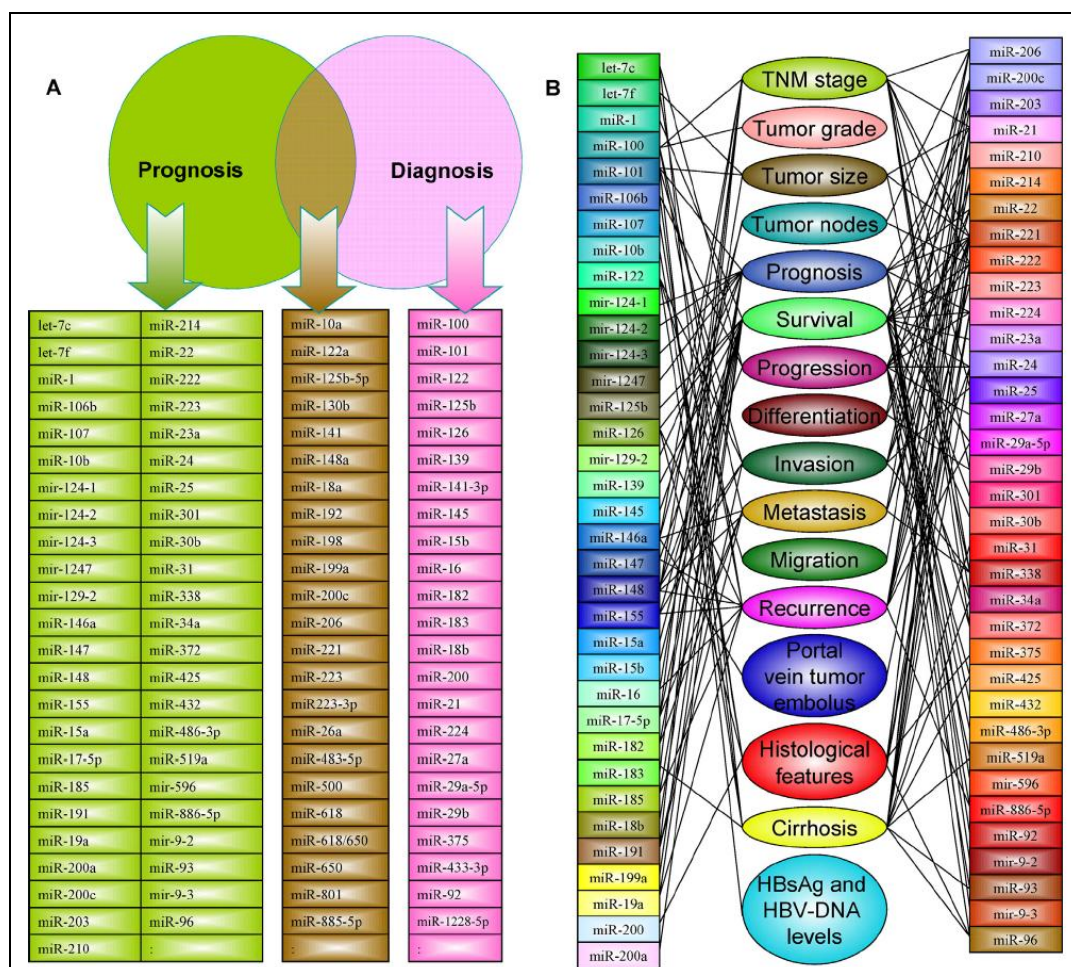 A
Prognosis
Diagnosis
let-7c
let-7f
miR-1
miR-106b
miR-107
miR-10b
mir-124-1
mir-124-2
mir-124-3
mir-1247
mir-129-2
miR-146a
miR-147
miR-148
miR-155
miR-15a
miR-17-5p
miR-185
miR-191
miR-19a
miR-200a
miR-200c
miR-203
miR-210
miR-214
miR-22
miR-222
miR-223
miR-23a
miR-24
miR-25
miR-301
miR-30b
miR-31
miR-338
miR-34a
miR-372
miR-425
miR-432
miR-486-3p
miR-519a
mir-596
miR-886-5p
mir-9-2
miR-93
mir-9-3
miR-96
:
miR-10a
miR-122a
miR-125b-5p
miR-130b
miR-141
miR-148a
miR-18a
miR-192
miR-198
miR-199a
miR-200c
miR-206
miR-221
miR-223
miR223-3p
miR-26a
miR-483-5p
miR-500
miR-618
miR-618/650
miR-650
miR-801
miR-885-5p
:
miR-100
miR-101
miR-122
miR-125b
miR-126
miR-139
miR-141-3p
miR-145
miR-15b
miR-16
miR-182
miR-183
miR-18b
miR-200
miR-21
miR-224
miR-27a
miR-29a-5p
miR-29b
miR-375
miR-433-3p
miR-92
miR-1228-5p
:
B
let-7c
let-7f
miR-1
miR-100
miR-101
miR-106b
miR-107
miR-10b
miR-122
mir-124-1
mir-124-2
mir-124-3
mir-1247
miR-125b
miR-126
mir-129-2
miR-139
miR-145
miR-146a
miR-147
miR-148
miR-155
miR-15a
miR-15b
miR-16
miR-17-5p
miR-182
miR-183
miR-185
miR-18b
miR-191
miR-199a
miR-19a
miR-200
miR-200a
TNM stage
Tumor grade
Tumor size
Tumor nodes
Prognosis
Survival
Progression
Differentiation
Invasion
Metastasis
Migration
Recurrence
Portal
vein tumor
embolus
Histological
features
Cirrhosis
HBsAg and
HBV-DNA
levels
miR-206
miR-200c
miR-203
miR-21
miR-210
miR-214
miR-22
miR-221
miR-222
miR-223
miR-224
miR-23a
miR-24
miR-25
miR-27a
miR-29a-5p
miR-29b
miR-301
miR-30b
miR-31
miR-338
miR-34a
miR-372
miR-375
miR-425
miR-432
miR-486-3p
miR-519a
mir-596
miR-886-5p
miR-92
mir-9-2
miR-93
mir-9-3
miR-96